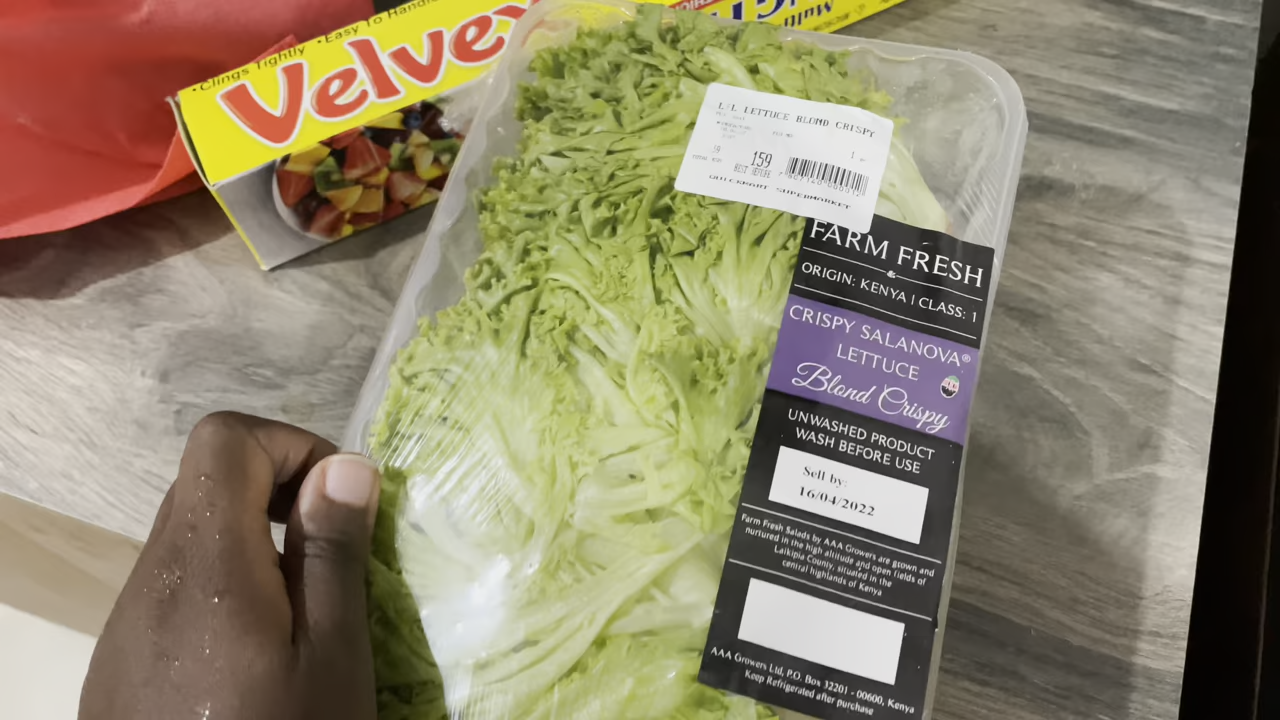 • Clings Tightly • Easy To Handle
Velvex
LETTUCE BLOND CRISPY
159
BEST BEFORE
SUPERMARKET
FARM FRESH
&
ORIGIN: KENYA | CLASS: 1
CRISPY SALANOVA®
LETTUCE
Blond Crispy
UNWASHED PRODUCT
WASH BEFORE USE
Sell by:
16/04/2022
Farm Fresh Salads by AAA Growers are grown and
nurtured in the high altitude and open fields of
Laikipia County, situated in the
central highlands of Kenya
AAA Growers Ltd, P.O. Box 32201 - 00600, Kenya
Keep Refrigerated after purchase